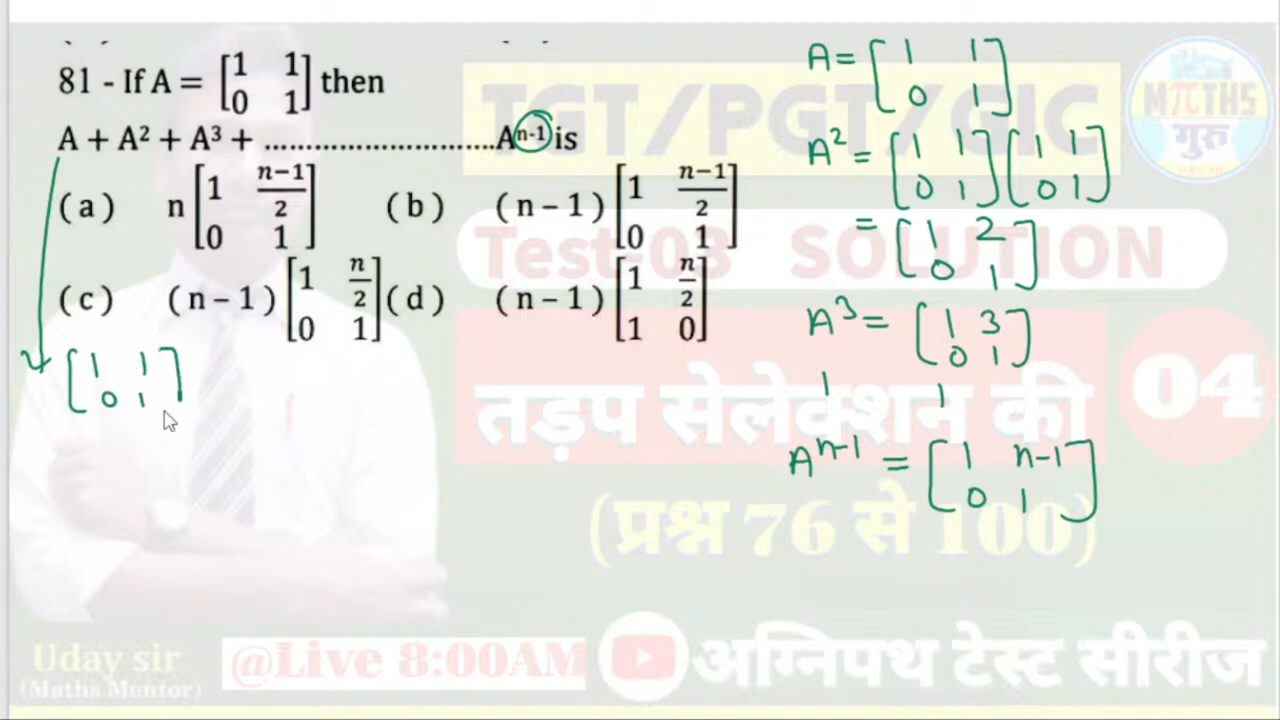 81 - If A = [1 1 0 1] then
A + A² + A³ + ..............................Aⁿ⁻¹ is
(a) n [1 n−1/2 0 1] (b) (n − 1) [1 n−1/2 0 1]
(c) (n − 1) [1 n/2 0 1] (d) (n − 1) [1 n/2 1 0]
[1 1 0 1]
A = [1 1 0 1]
A² = [1 1 0 1] [1 1 0 1]
= [1 2 0 1]
A³ = [1 3 0 1]
Aⁿ⁻¹ = [1 n-1 0 1]
TGT/PGT/GIC
MπTHS
गुरु
Test-03 SOLUTION
तड़प सेलेक्शन की
04
(प्रश्न 76 से 100)
Uday sir
(Maths Mentor)
@Live 8:00AM
अग्निपथ टेस्ट सीरीज